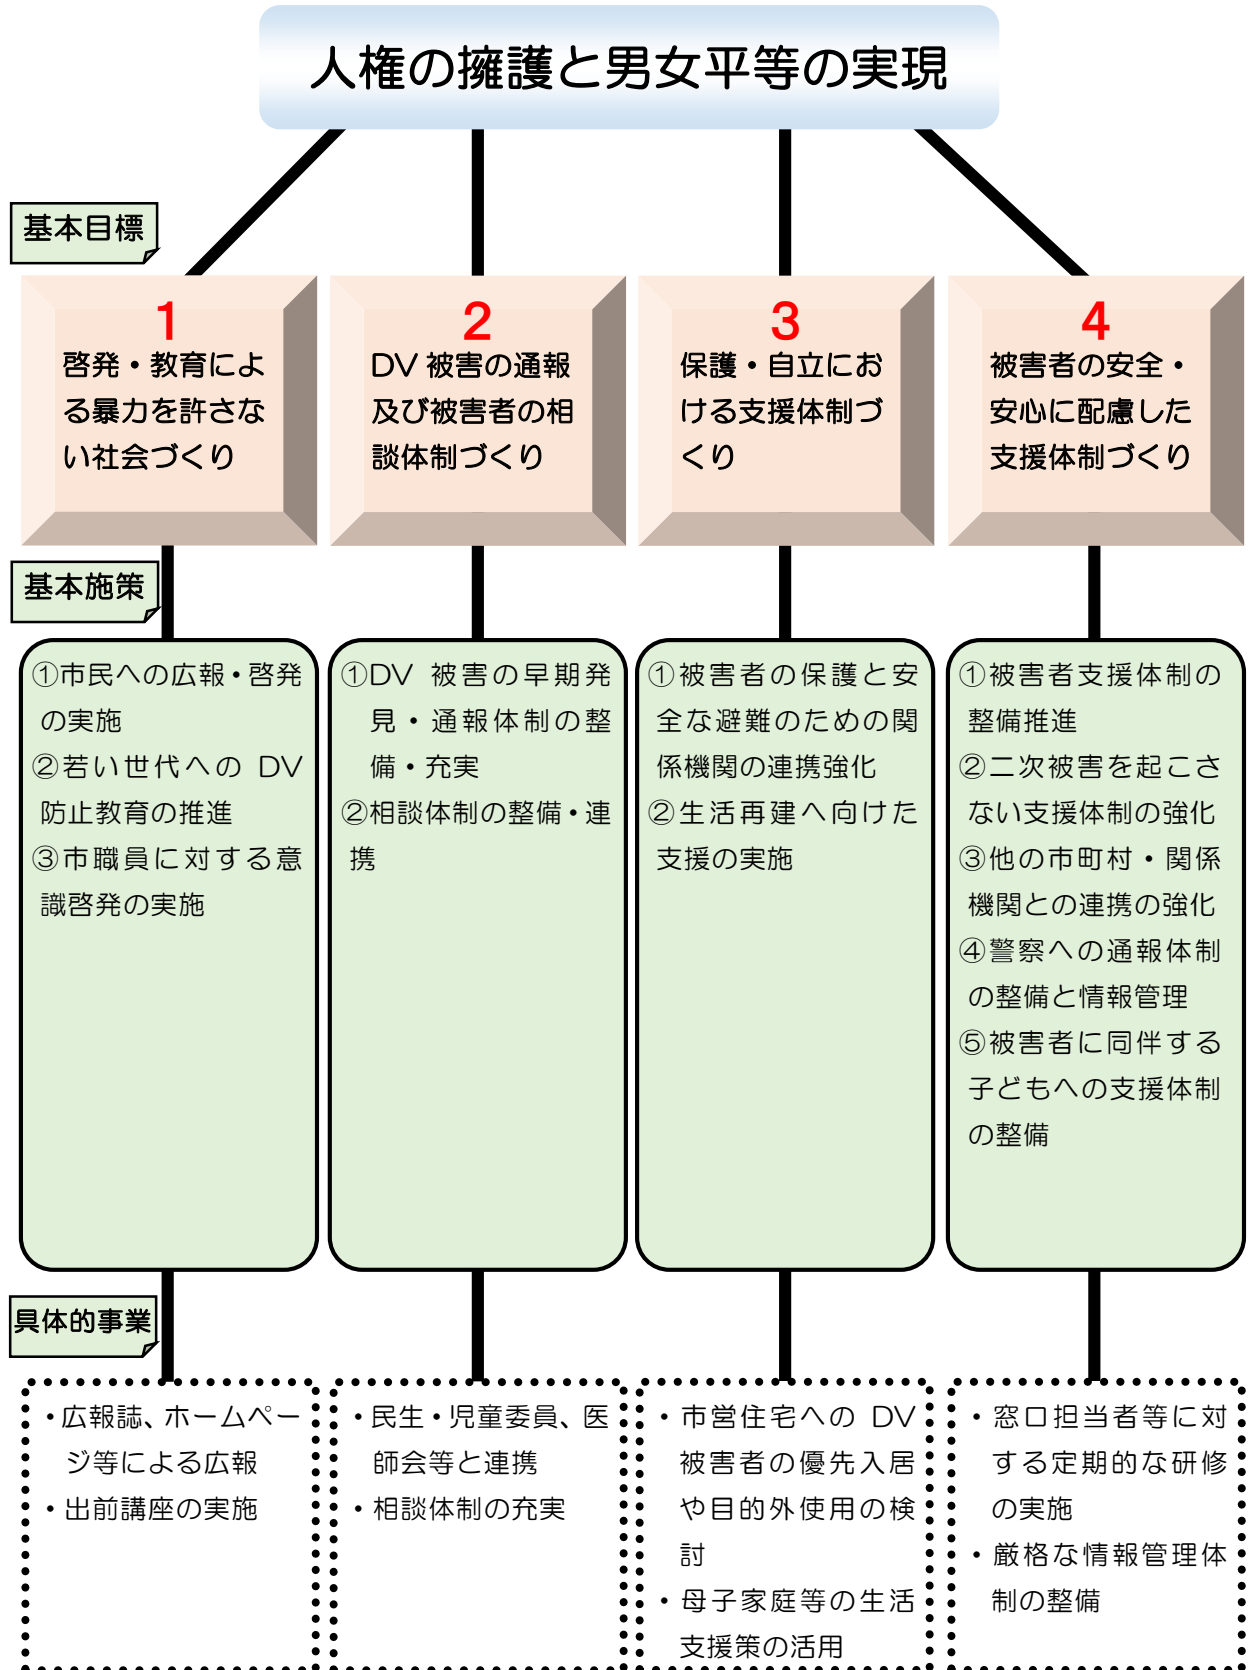 人権の擁護と男女平等の実現
基本目標
1
啓発・教育によ
る暴力を許さな
い社会づくり
2
DV 被害の通報
及び被害者の相
談体制づくり
3
保護・自立にお
ける支援体制づ
くり
4
被害者の安全・
安心に配慮した
支援体制づくり
基本施策
①市民への広報・啓発
の実施
②若い世代への DV
防止教育の推進
③市職員に対する意
識啓発の実施
①DV 被害の早期発
見・通報体制の整
備・充実
②相談体制の整備・連
携
①被害者の保護と安
全な避難のための関
係機関の連携強化
②生活再建へ向けた
支援の実施
①被害者支援体制の
整備推進
②二次被害を起こさ
ない支援体制の強化
③他の市町村・関係
機関との連携の強化
④警察への通報体制
の整備と情報管理
⑤被害者に同伴する
子どもへの支援体制
の整備
具体的事業
・広報誌、ホームペー
ジ等による広報
・出前講座の実施
・民生・児童委員、医
師会等と連携
・相談体制の充実
・市営住宅への DV
被害者の優先入居
や目的外使用の検
討
・母子家庭等の生活
支援策の活用
・窓口担当者等に対
する定期的な研修
の実施
・厳格な情報管理体
制の整備